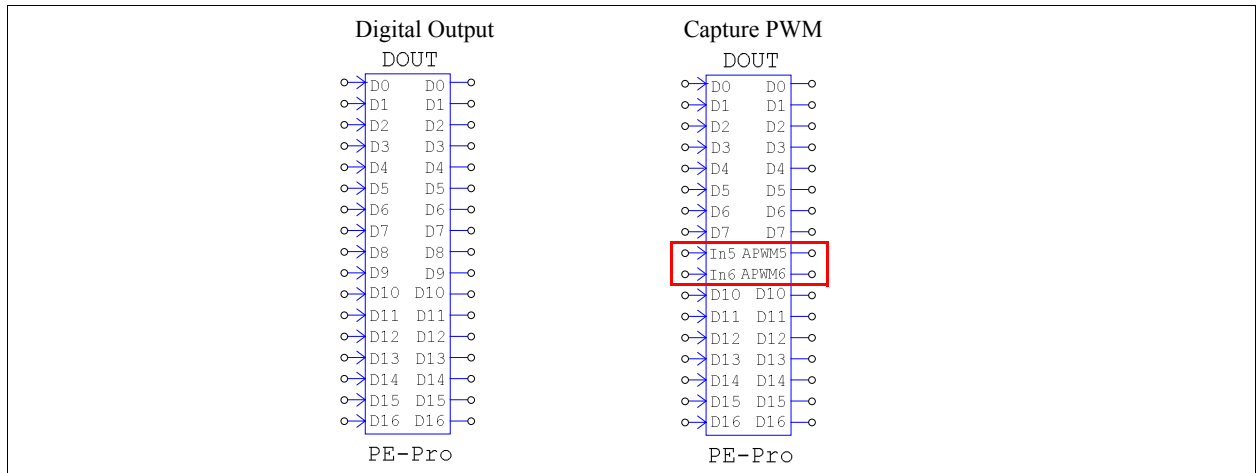 Digital Output
DOUT
D0 D0
D1 D1
D2 D2
D3 D3
D4 D4
D5 D5
D6 D6
D7 D7
D8 D8
D9 D9
D10 D10
D11 D11
D12 D12
D13 D13
D14 D14
D15 D15
D16 D16
PE-Pro
Capture PWM
DOUT
D0 D0
D1 D1
D2 D2
D3 D3
D4 D4
D5 D5
D6 D6
D7 D7
In5 APWM5
In6 APWM6
D10 D10
D11 D11
D12 D12
D13 D13
D14 D14
D15 D15
D16 D16
PE-Pro